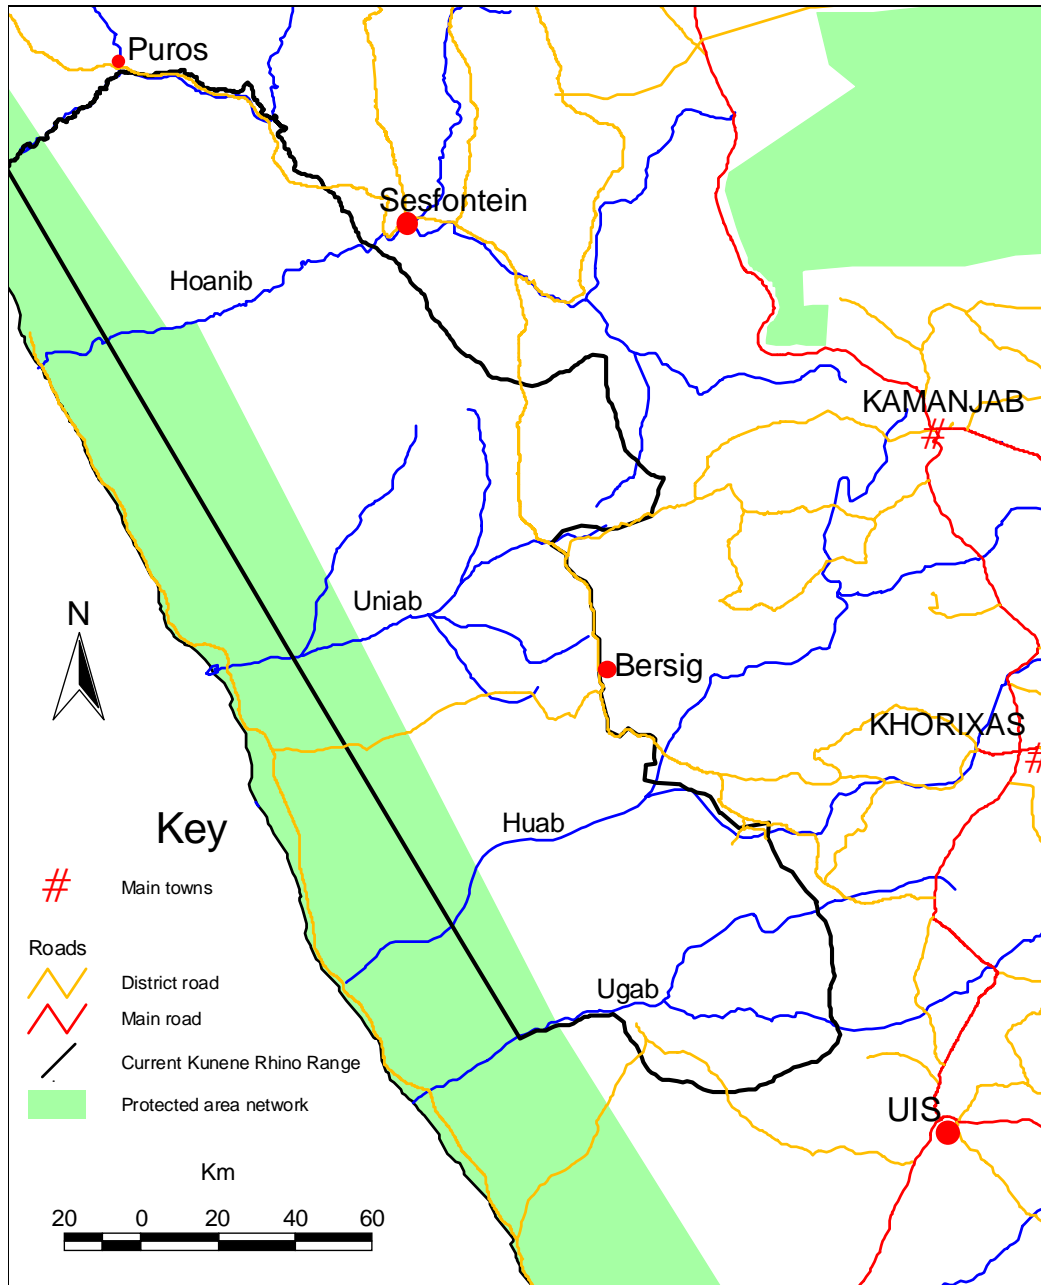 Puros
Sesfontein
Hoanib
KAMANJAB
N
Uniab
Bersig
KHORIXAS
Key
Huab
# Main towns
Roads
District road
Ugab
Main road
Current Kunene Rhino Range
Protected area network
UIS
Km
20 0 20 40 60